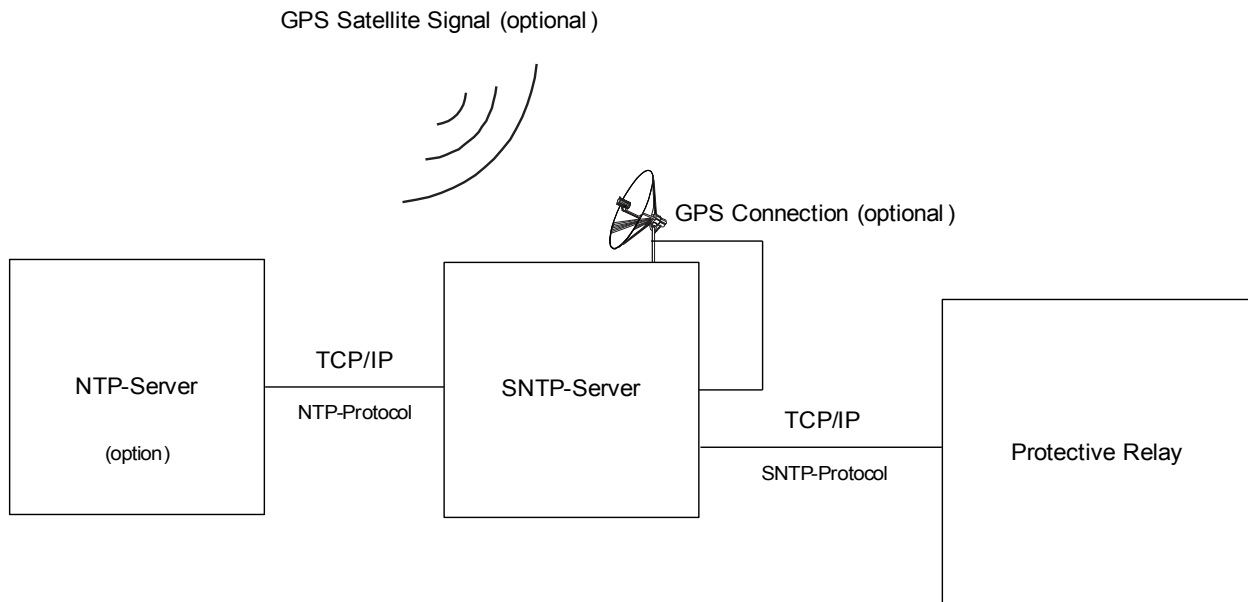 GPS Satellite Signal (optional)
GPS Connection (optional)
NTP-Server
(option)
TCP/IP
NTP-Protocol
SNTP-Server
TCP/IP
SNTP-Protocol
Protective Relay